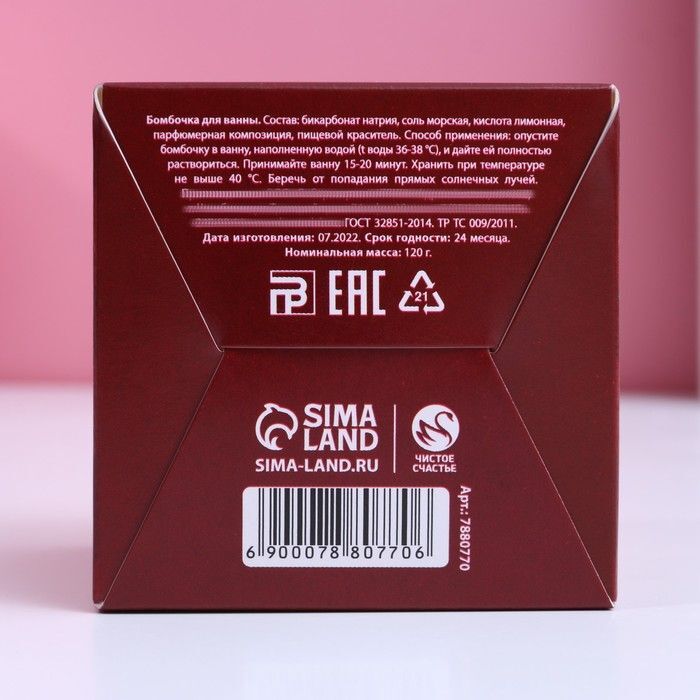 Бомбочка для ванны. Состав: бикарбонат натрия, соль морская, кислота лимонная,
парфюмерная композиция, пищевой краситель. Способ применения: опустите
бомбочку в ванну, наполненную водой (t воды 36-38 °C), и дайте ей полностью
раствориться. Принимайте ванну 15-20 минут. Хранить при температуре
не выше 40 °C. Беречь от попадания прямых солнечных лучей.
ГОСТ 32851-2014. ТР ТС 009/2011.
Дата изготовления: 07.2022. Срок годности: 24 месяца.
Номинальная масса: 120 г.
EAC
21
SIMA
LAND
SIMA-LAND.RU
ЧИСТОЕ
СЧАСТЬЕ
6 900078 807706
Арт.: 7880770